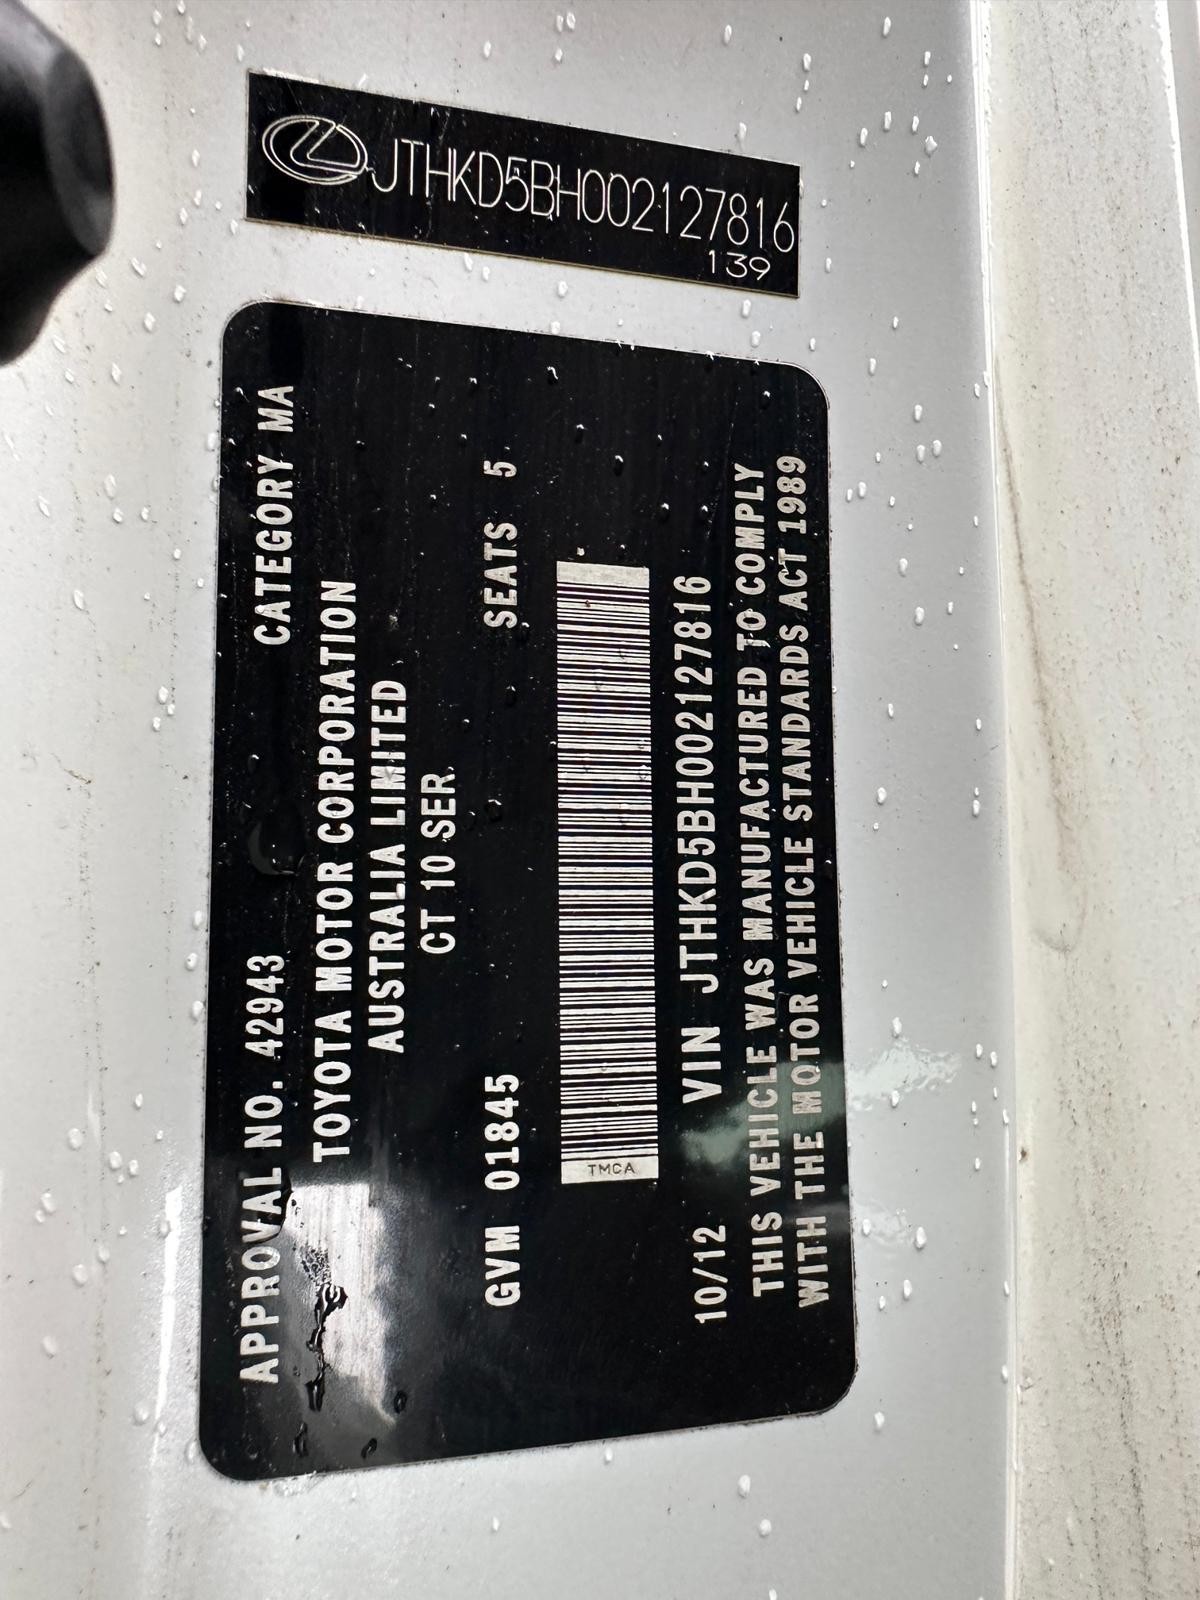 JTHKD5BH002127816
139
APPROVAL NO. 42943 CATEGORY MA
TOYOTA MOTOR CORPORATION
AUSTRALIA LIMITED
CT 10 SER.
GVM 01845 SEATS 5
TMCA
10/12 VIN JTHKD5BH002127816
THIS VEHICLE WAS MANUFACTURED TO COMPLY
WITH THE MOTOR VEHICLE STANDARDS ACT 1989